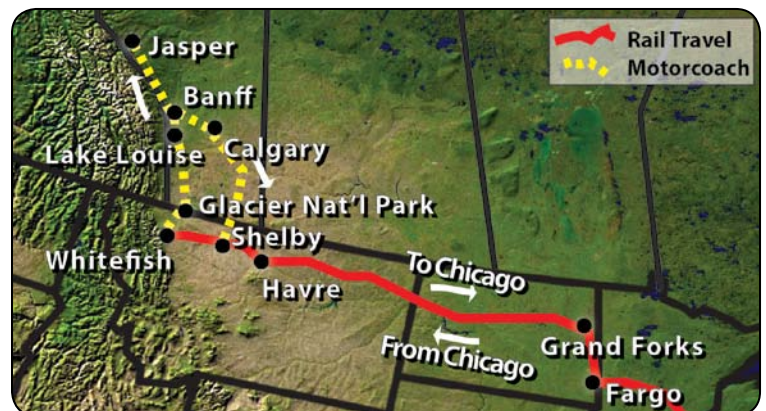 Jasper
Rail Travel
Motorcoach
Banff
Lake Louise
Calgary
Glacier Nat'l Park
Whitefish
Shelby
Havre
To Chicago
From Chicago
Grand Forks
Fargo